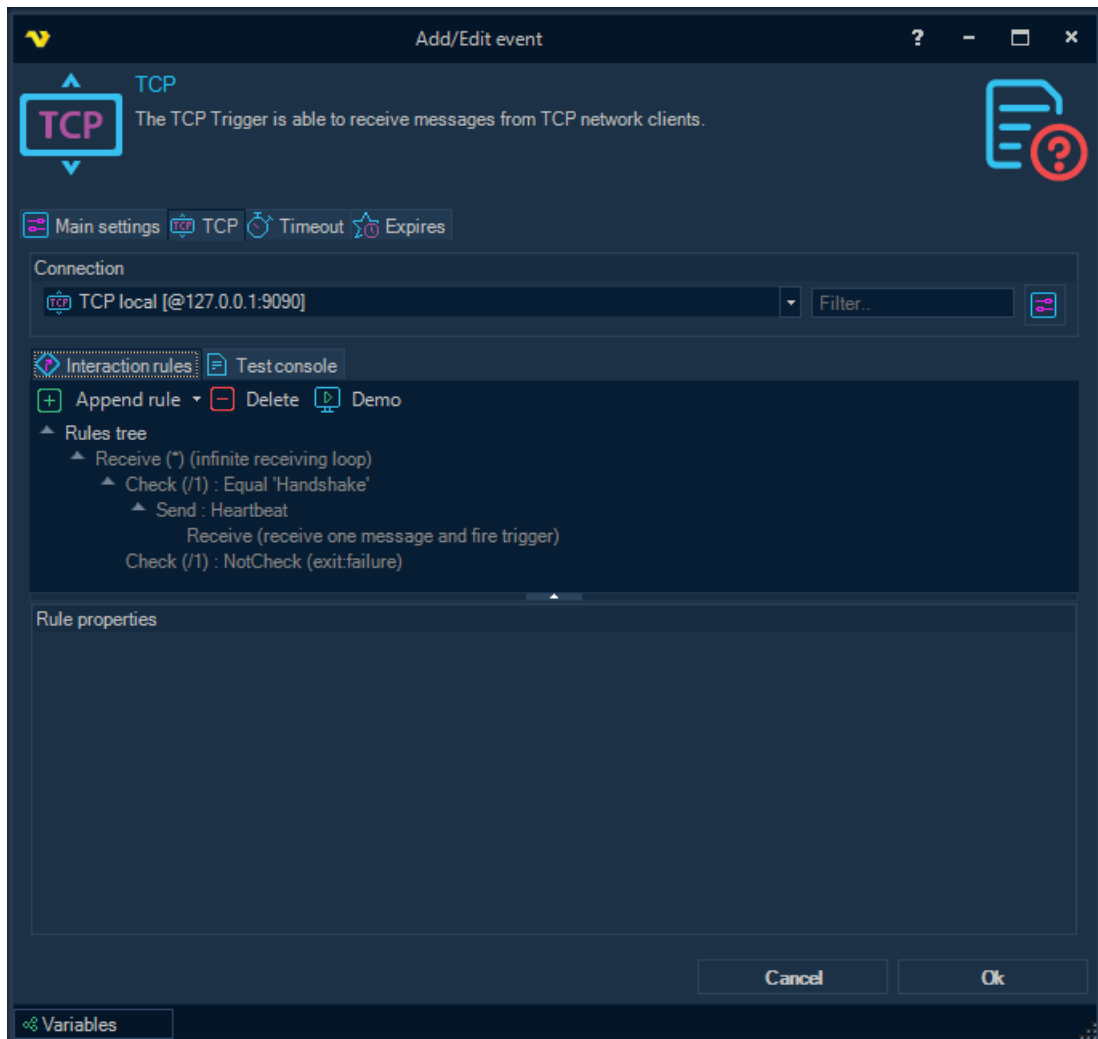 Add/Edit event
?
TCP
TCP
The TCP Trigger is able to receive messages from TCP network clients.
?
Main settings TCP TCP Timeout Expires
Connection
TCP TCP local [@127.0.0.1:9090] Filter..
Interaction rules Test console
Append rule Delete Demo
Rules tree
Receive (*) (infinite receiving loop)
Check (/1) : Equal 'Handshake'
Send : Heartbeat
Receive (receive one message and fire trigger)
Check (/1) : NotCheck (exit:failure)
Rule properties
Cancel Ok
Variables